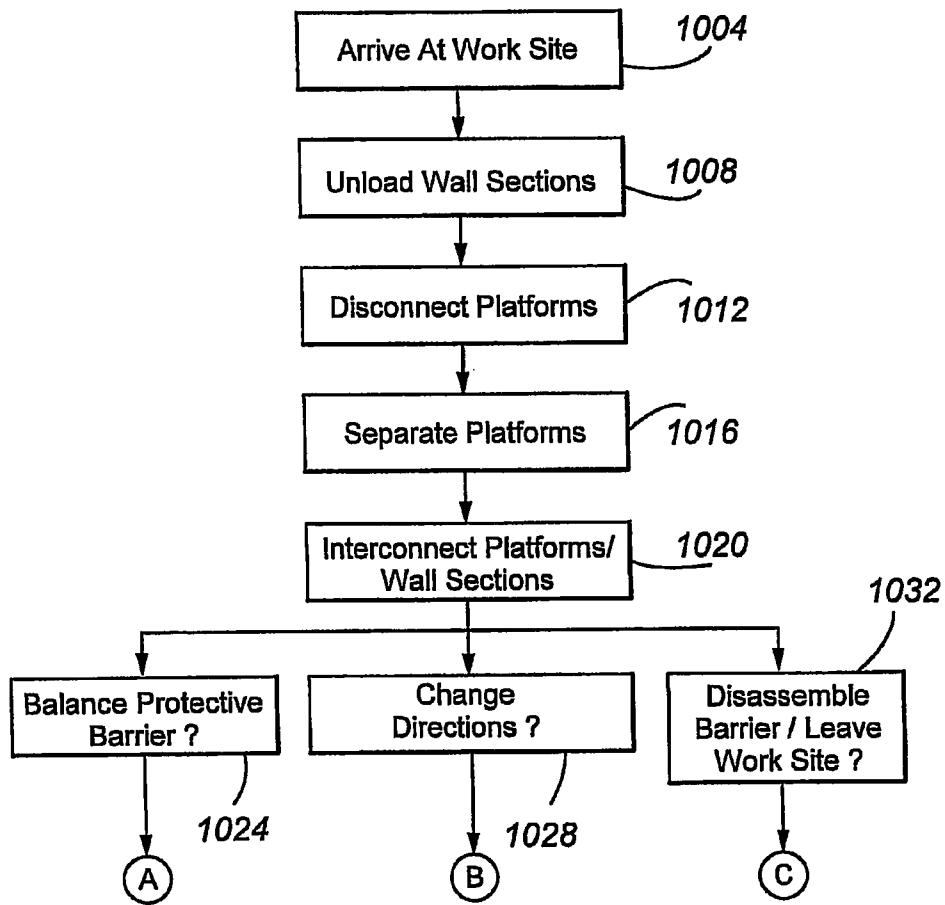 Arrive At Work Site
1004
Unload Wall Sections
1008
Disconnect Platforms
1012
Separate Platforms
1016
Interconnect Platforms/
Wall Sections
1020
1032
Balance Protective
Barrier ?
1024
Change
Directions ?
1028
Disassemble
Barrier / Leave
Work Site ?
A
B
C